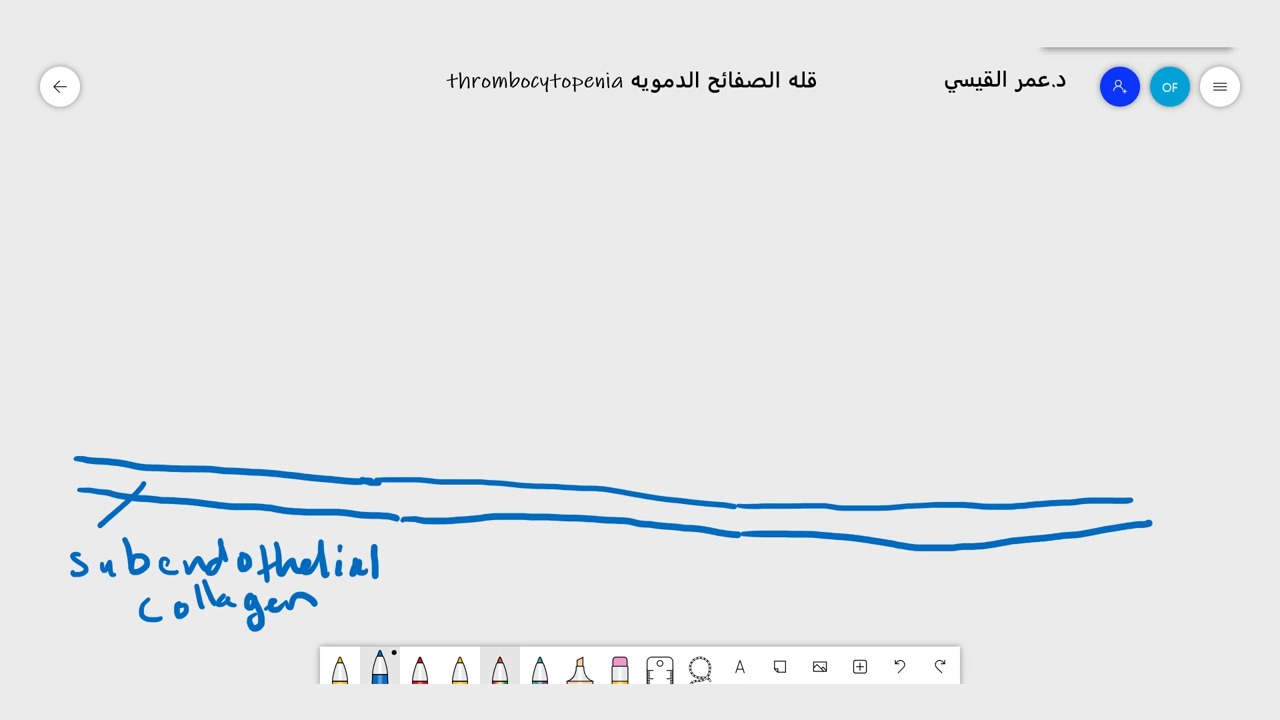 thrombocytopenia قله الصفائح الدمويه
د.عمر القيسي
OF
subendothelial
collagen
A